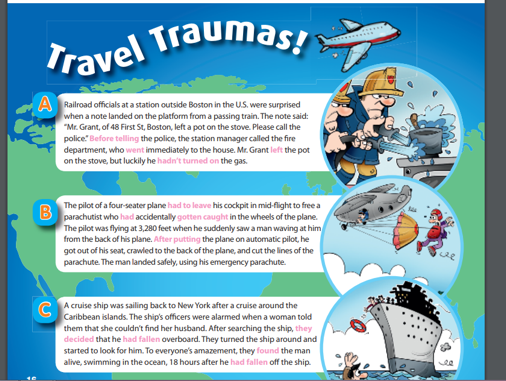 Travel Traumas!
A
Railroad officials at a station outside Boston in the U.S. were surprised
when a note landed on the platform from a passing train. The note said:
"Mr. Grant, of 48 First St, Boston, left a pot on the stove. Please call the
police." Before telling the police, the station manager called the fire
department, who went immediately to the house. Mr. Grant left the pot
on the stove, but luckily he hadn't turned on the gas.
B
The pilot of a four-seater plane had to leave his cockpit in mid-flight to free a
parachutist who had accidentally gotten caught in the wheels of the plane.
The pilot was flying at 3,280 feet when he suddenly saw a man waving at him
from the back of his plane. After putting the plane on automatic pilot, he
got out of his seat, crawled to the back of the plane, and cut the lines of the
parachute. The man landed safely, using his emergency parachute.
C
A cruise ship was sailing back to New York after a cruise around the
Caribbean islands. The ship's officers were alarmed when a woman told
them that she couldn't find her husband. After searching the ship, they
decided that he had fallen overboard. They turned the ship around and
started to look for him. To everyone's amazement, they found the man
alive, swimming in the ocean, 18 hours after he had fallen off the ship.